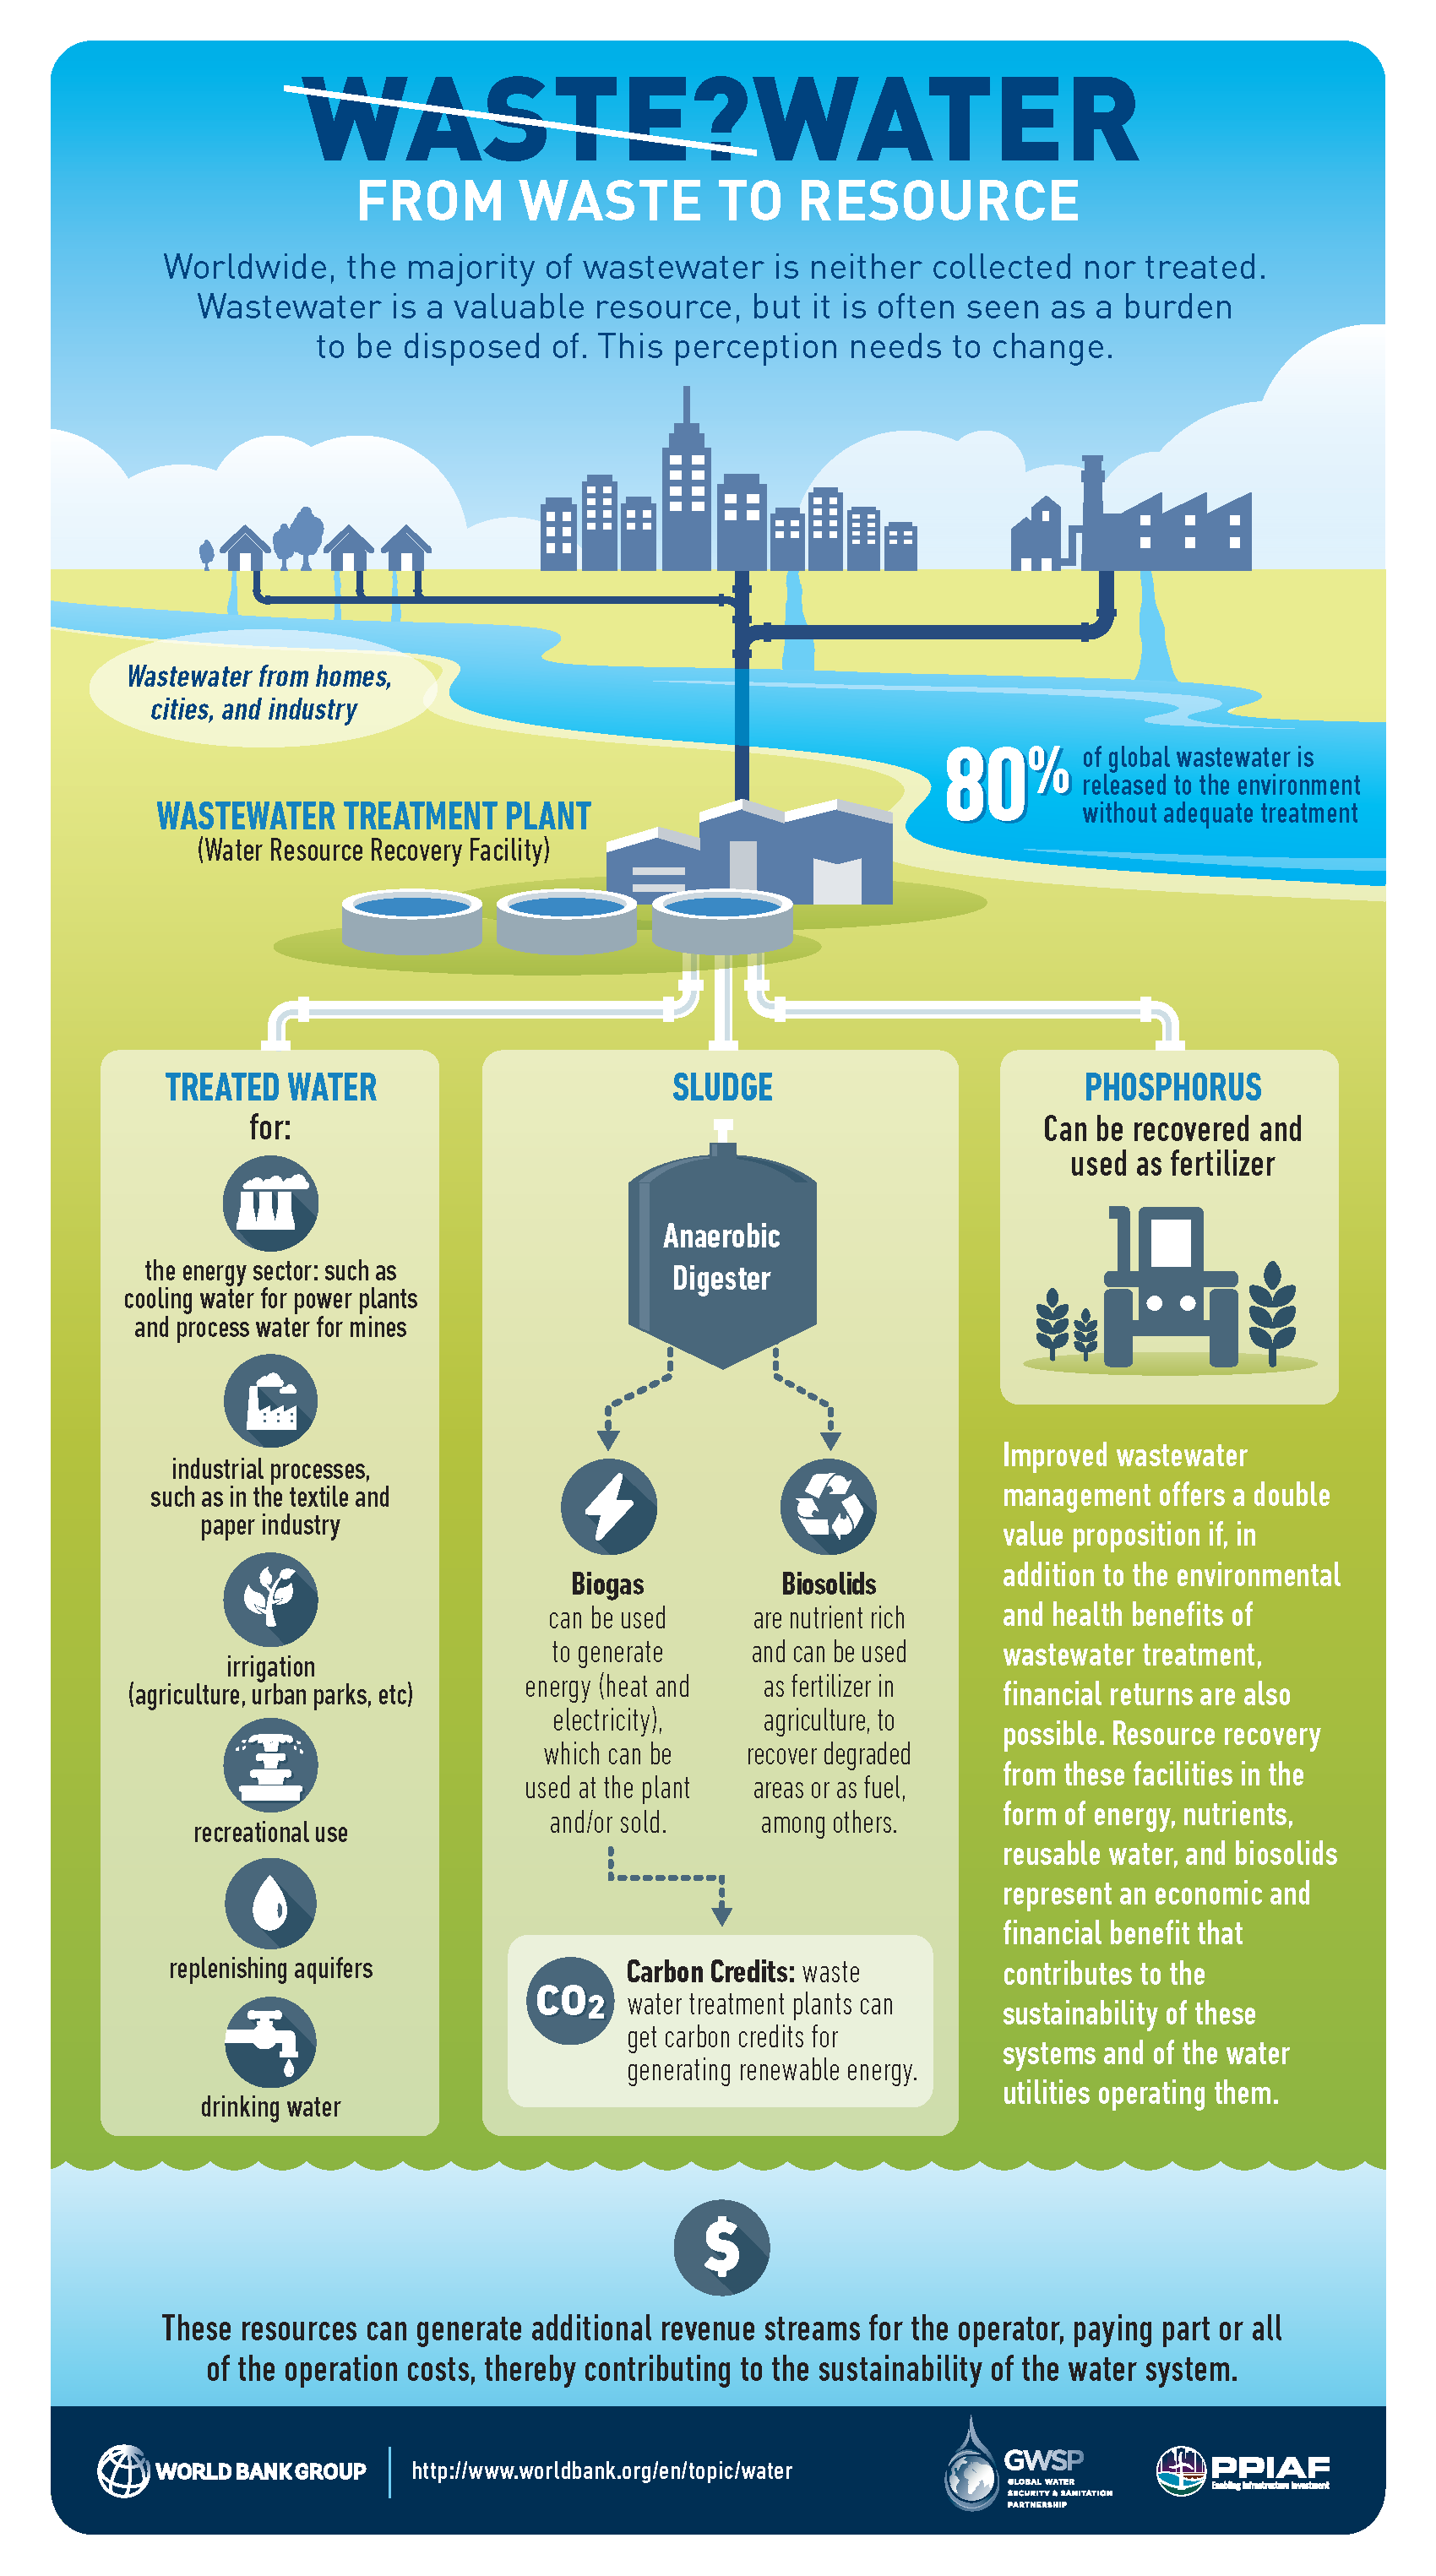 WASTE?WATER
FROM WASTE TO RESOURCE
Worldwide, the majority of wastewater is neither collected nor treated.
Wastewater is a valuable resource, but it is often seen as a burden
to be disposed of. This perception needs to change.
Wastewater from homes,
cities, and industry
80%
of global wastewater is
released to the environment
without adequate treatment
WASTEWATER TREATMENT PLANT
(Water Resource Recovery Facility)
TREATED WATER
for:
the energy sector: such as
cooling water for power plants
and process water for mines
industrial processes,
such as in the textile and
paper industry
irrigation
(agriculture, urban parks, etc)
recreational use
replenishing aquifers
drinking water
SLUDGE
Anaerobic
Digester
Biogas
can be used
to generate
energy (heat and
electricity),
which can be
used at the plant
and/or sold.
Biosolids
are nutrient rich
and can be used
as fertilizer in
agriculture, to
recover degraded
areas or as fuel,
among others.
CO2
Carbon Credits: waste
water treatment plants can
get carbon credits for
generating renewable energy.
PHOSPHORUS
Can be recovered and
used as fertilizer
Improved wastewater
management offers a double
value proposition if, in
addition to the environmental
and health benefits of
wastewater treatment,
financial returns are also
possible. Resource recovery
from these facilities in the
form of energy, nutrients,
reusable water, and biosolids
represent an economic and
financial benefit that
contributes to the
sustainability of these
systems and of the water
utilities operating them.
$
These resources can generate additional revenue streams for the operator, paying part or all
of the operation costs, thereby contributing to the sustainability of the water system.
WORLD BANK GROUP
http://www.worldbank.org/en/topic/water
GWSP
GLOBAL WATER
SECURITY & SANITATION
PARTNERSHIP
PPIAF
Enabling Infrastructure Investment